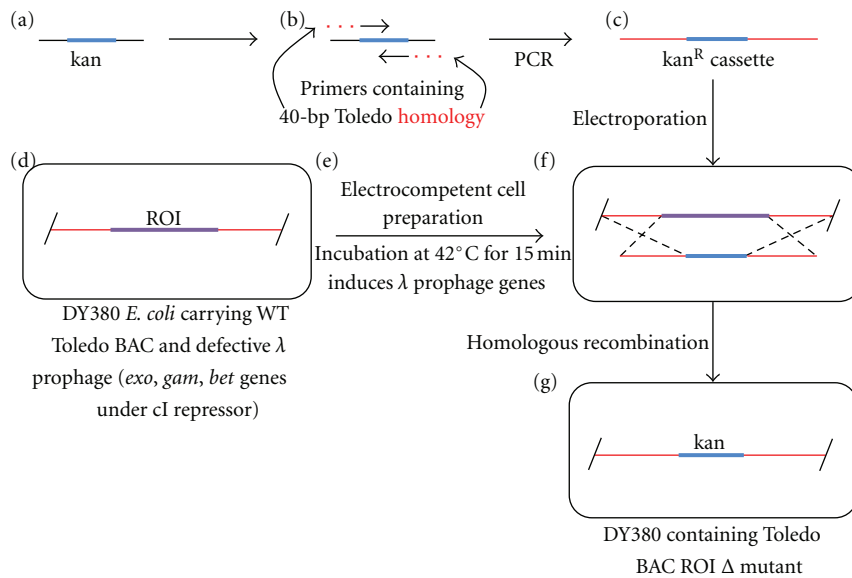 (a)
kan
(b)
Primers containing
40-bp Toledo homology
PCR
(c)
kan^R cassette
Electroporation
(d)
ROI
DY380 E. coli carrying WT
Toledo BAC and defective λ
prophage (exo, gam, bet genes
under cI repressor)
(e)
Electrocompetent cell
preparation
Incubation at 42°C for 15 min
induces λ prophage genes
(f)
Homologous recombination
(g)
kan
DY380 containing Toledo
BAC ROI Δ mutant